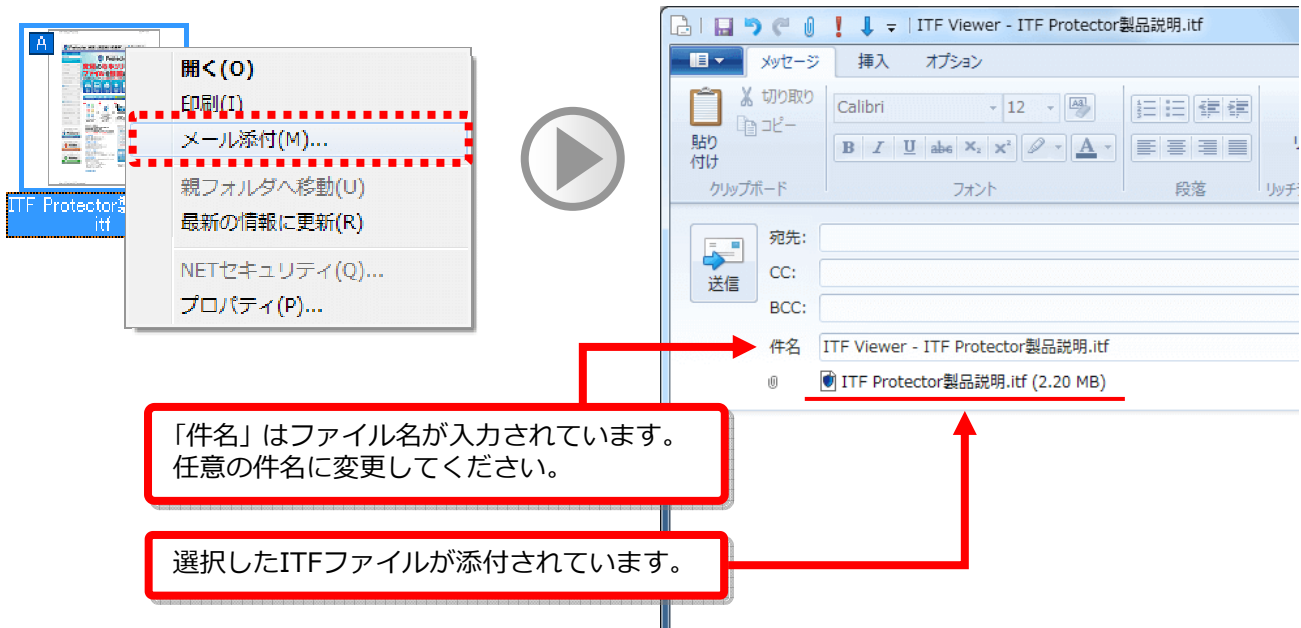 A
ITF Protector
itf
開く(O)
印刷(I)
メール添付(M)...
親フォルダへ移動(U)
最新の情報に更新(R)
NETセキュリティ(Q)...
プロパティ(P)...
ITF Viewer - ITF Protector製品説明.itf
メッセージ 挿入 オプション
貼り付け
切り取り
コピー
クリップボード
Calibri 12
B I U abc X₂ x² A
フォント
段落
リッチ
送信
宛先:
CC:
BCC:
件名 ITF Viewer - ITF Protector製品説明.itf
ITF Protector製品説明.itf (2.20 MB)
「件名」はファイル名が入力されています。
任意の件名に変更してください。
選択したITFファイルが添付されています。